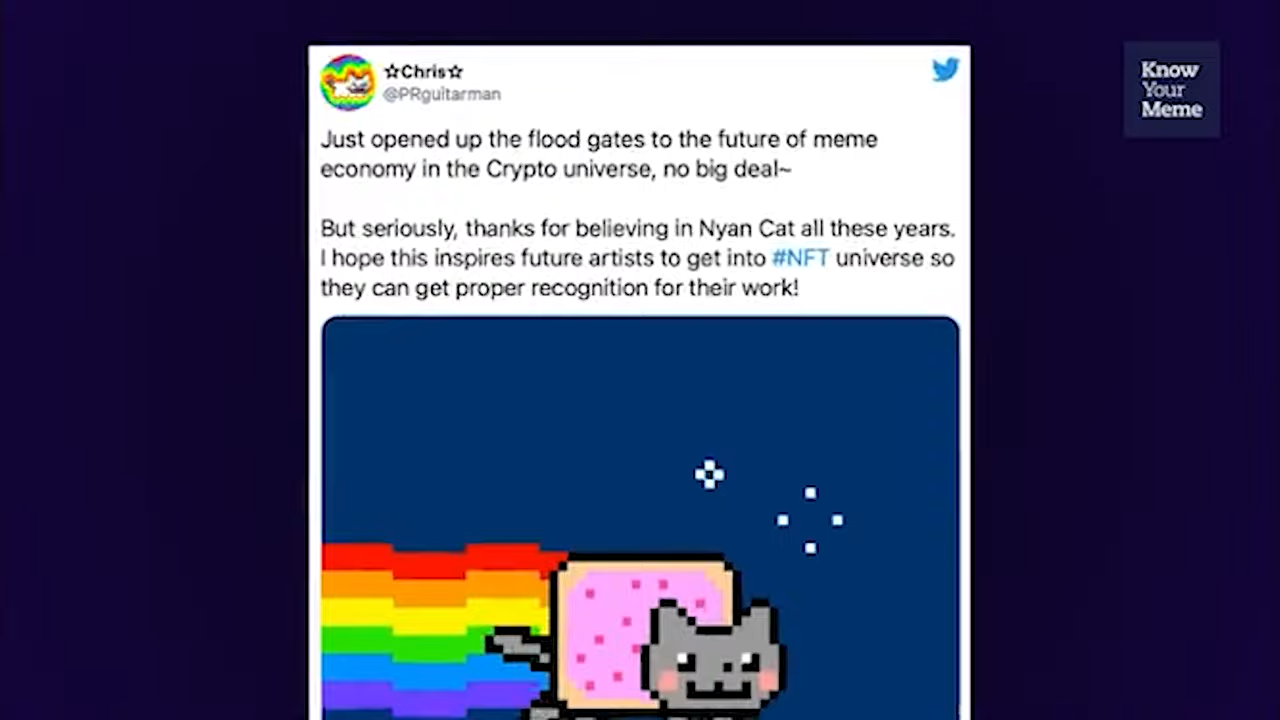 ☆Chris☆
@PRguitarman
Know
Your
Meme
Just opened up the flood gates to the future of meme
economy in the Crypto universe, no big deal~
But seriously, thanks for believing in Nyan Cat all these years.
I hope this inspires future artists to get into #NFT universe so
they can get proper recognition for their work!